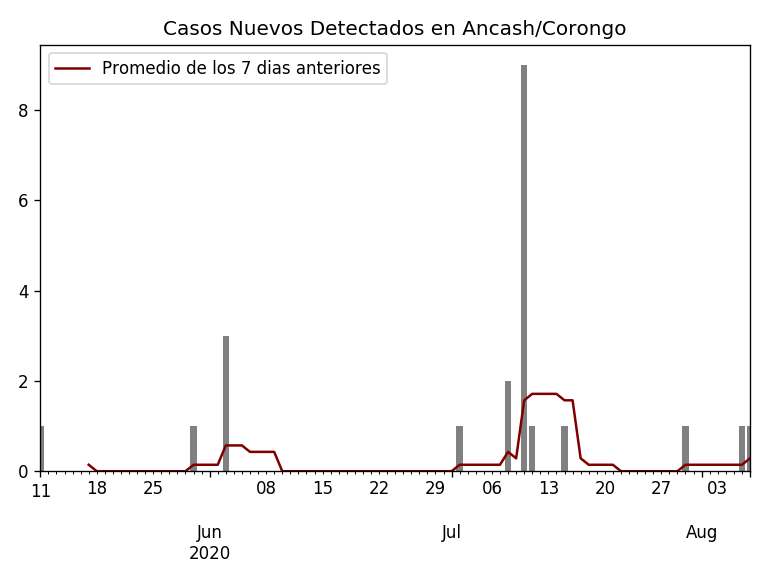 Casos Nuevos Detectados en Ancash/Corongo
Promedio de los 7 dias anteriores
8
6
4
2
0
11 18 25 08 15 22 29 06 13 20 27 03
Jun Jul Aug
2020